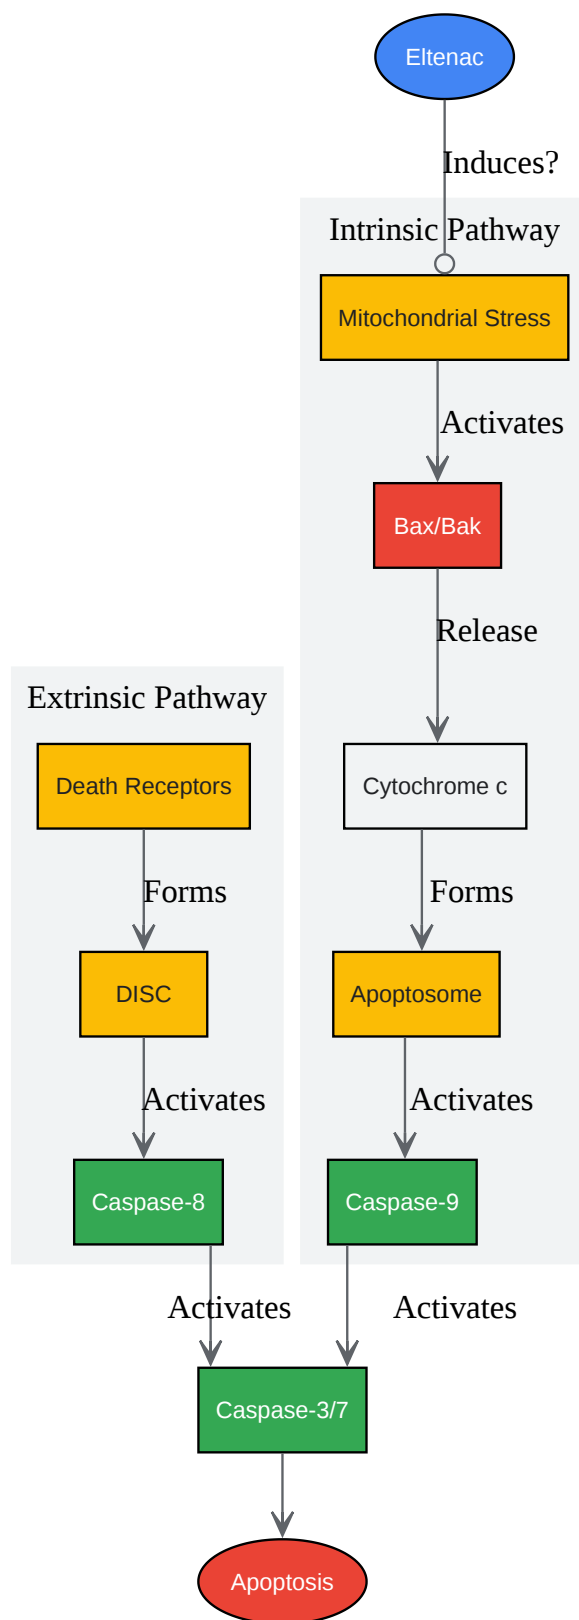 Eltenac
Induces?
Intrinsic Pathway
Mitochondrial Stress
Activates
Bax/Bak
Release
Extrinsic Pathway
Death Receptors
Cytochrome c
Forms
Forms
DISC
Apoptosome
Activates
Activates
Caspase-8
Caspase-9
Activates
Activates
Caspase-3/7
Apoptosis